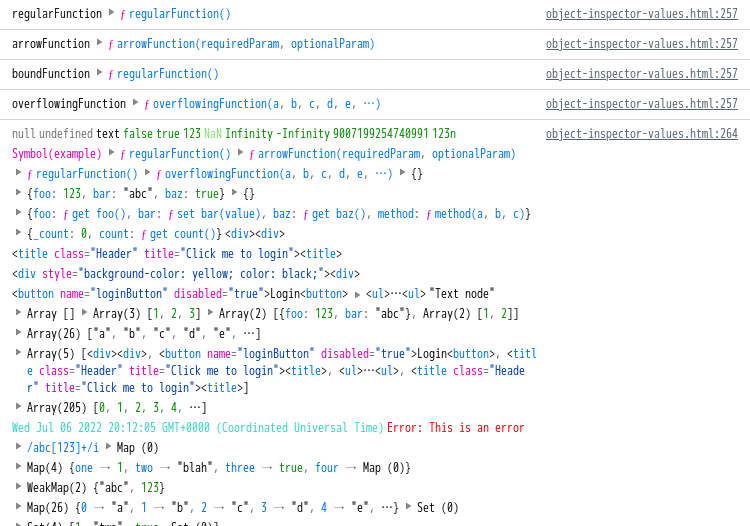 regularFunction ▶ ƒ regularFunction() object-inspector-values.html:257
arrowFunction ▶ ƒ arrowFunction(requiredParam, optionalParam) object-inspector-values.html:257
boundFunction ▶ ƒ regularFunction() object-inspector-values.html:257
overflowingFunction ▶ ƒ overflowingFunction(a, b, c, d, e, …) object-inspector-values.html:257
null undefined text false true 123 NaN Infinity -Infinity 9007199254740991 123n object-inspector-values.html:264
Symbol(example) ▶ ƒ regularFunction() ▶ ƒ arrowFunction(requiredParam, optionalParam)
▶ ƒ regularFunction() ▶ ƒ overflowingFunction(a, b, c, d, e, …) ▶ {}
▶ {foo: 123, bar: "abc", baz: true} ▶ {}
▶ {foo: ƒ get foo(), bar: ƒ set bar(value), baz: ƒ get baz(), method: ƒ method(a, b, c)}
▶ {_count: 0, count: ƒ get count()} <div><div>
<title class="Header" title="Click me to login"><title>
<div style="background-color: yellow; color: black;"><div>
<button name="loginButton" disabled="true">Login<button> ▶ <ul>…<ul> "Text node"
▶ Array [] ▶ Array(3) [1, 2, 3] ▶ Array(2) [{foo: 123, bar: "abc"}, Array(2) [1, 2]]
▶ Array(26) ["a", "b", "c", "d", "e", …]
▶ Array(5) [<div><div>, <button name="loginButton" disabled="true">Login<button>, <titl
e class="Header" title="Click me to login"><title>, <ul>…<ul>, <title class="Heade
r" title="Click me to login"><title>]
▶ Array(205) [0, 1, 2, 3, 4, …]
Wed Jul 06 2022 20:12:05 GMT+0000 (Coordinated Universal Time) Error: This is an error
▶ /abc[123]+/i ▶ Map (0)
▶ Map(4) {one → 1, two → "blah", three → true, four → Map (0)}
▶ WeakMap(2) {"abc", 123}
▶ Map(26) {0 → "a", 1 → "b", 2 → "c", 3 → "d", 4 → "e", …} ▶ Set (0)
▶ Set(4) [1, "two", true, Set (0)]